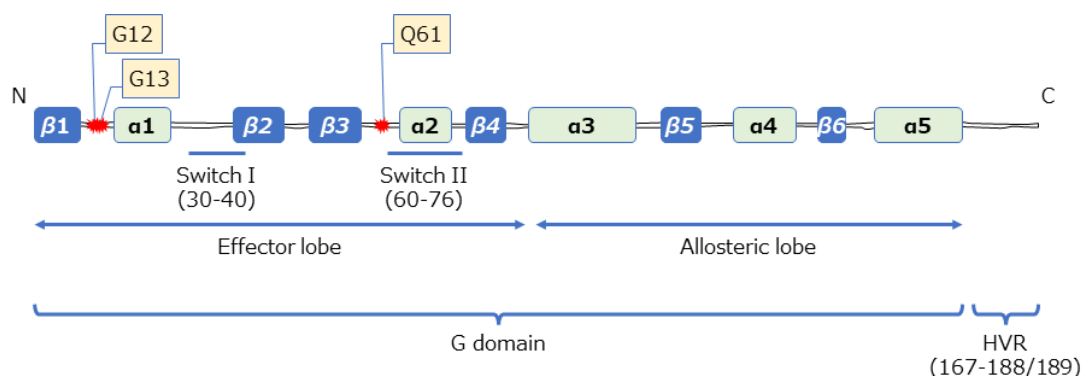 G12
Q61
G13
N
C
β1
α1
β2
β3
α2
β4
α3
β5
α4
β6
α5
Switch I
(30-40)
Switch II
(60-76)
Effector lobe
Allosteric lobe
G domain
HVR
(167-188/189)